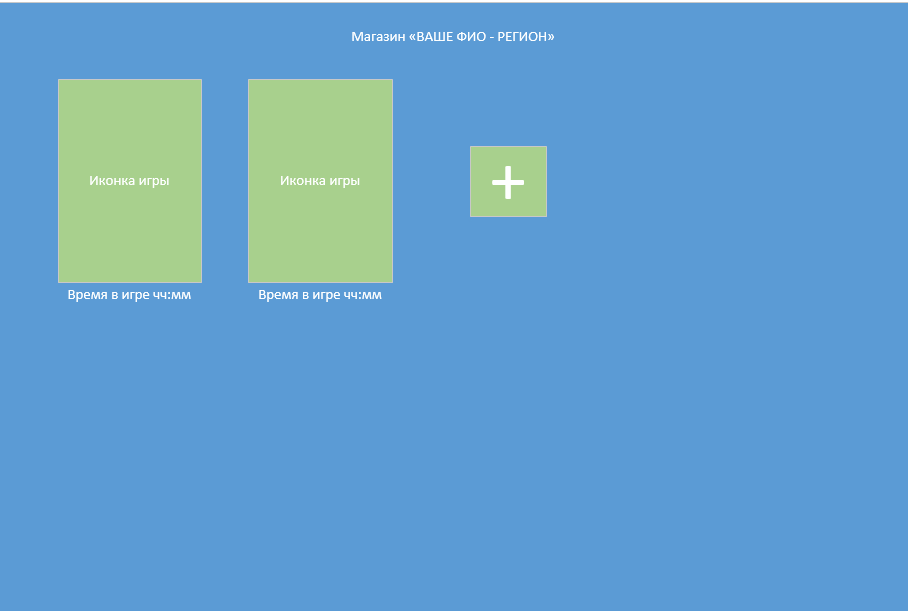 Магазин «ВАШЕ ФИО - РЕГИОН»
Иконка игры
Иконка игры
+
Время в игре чч:мм
Время в игре чч:мм